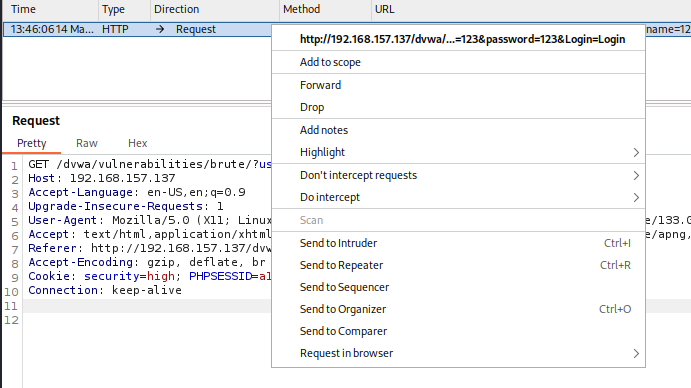 Time Type Direction Method URL
13:46:06 14 Ma... HTTP → Request name=12
http://192.168.157.137/dvwa/...=123&password=123&Login=Login
Add to scope
Forward
Drop
Add notes
Highlight
Don't intercept requests
Do intercept
Scan
Send to Intruder Ctrl+I
Send to Repeater Ctrl+R
Send to Sequencer
Send to Organizer Ctrl+O
Send to Comparer
Request in browser
Request
Pretty Raw Hex
1 GET /dvwa/vulnerabilities/brute/?us
2 Host: 192.168.157.137
3 Accept-Language: en-US,en;q=0.9
4 Upgrade-Insecure-Requests: 1
5 User-Agent: Mozilla/5.0 (X11; Linux e/133.0
6 Accept: text/html,application/xhtml e/apng,
7 Referer: http://192.168.157.137/dvw
8 Accept-Encoding: gzip, deflate, br
9 Cookie: security=high; PHPSESSID=a1
10 Connection: keep-alive
11
12